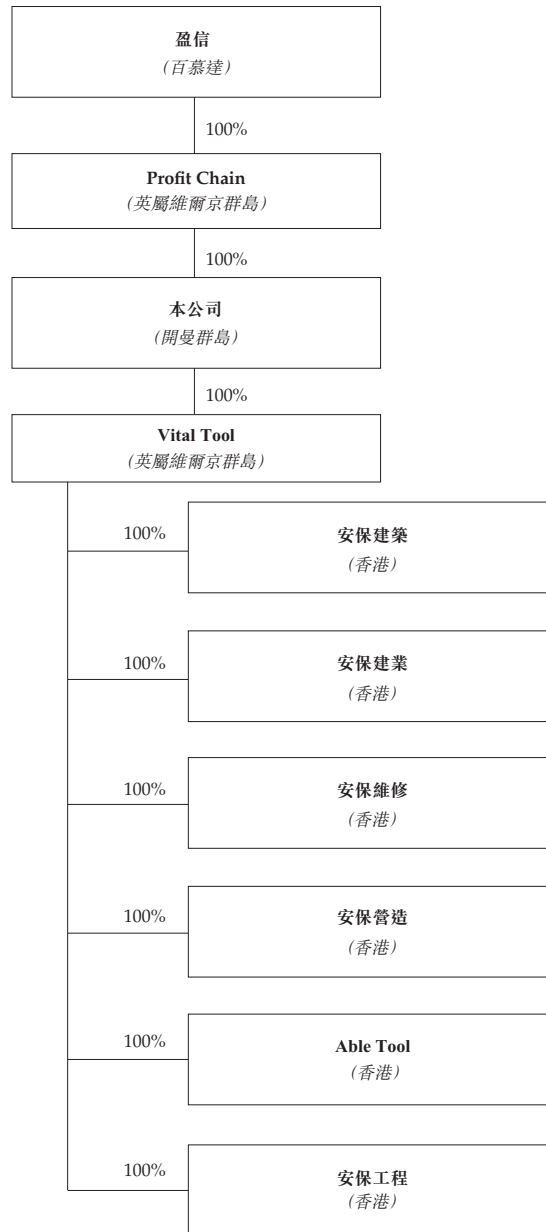 盈信
(百慕達)
100%
Profit Chain
(英屬維爾京群島)
100%
本公司
(開曼群島)
100%
Vital Tool
(英屬維爾京群島)
100%
安保建築
(香港)
100%
安保建業
(香港)
100%
安保維修
(香港)
100%
安保營造
(香港)
100%
Able Tool
(香港)
100%
安保工程
(香港)